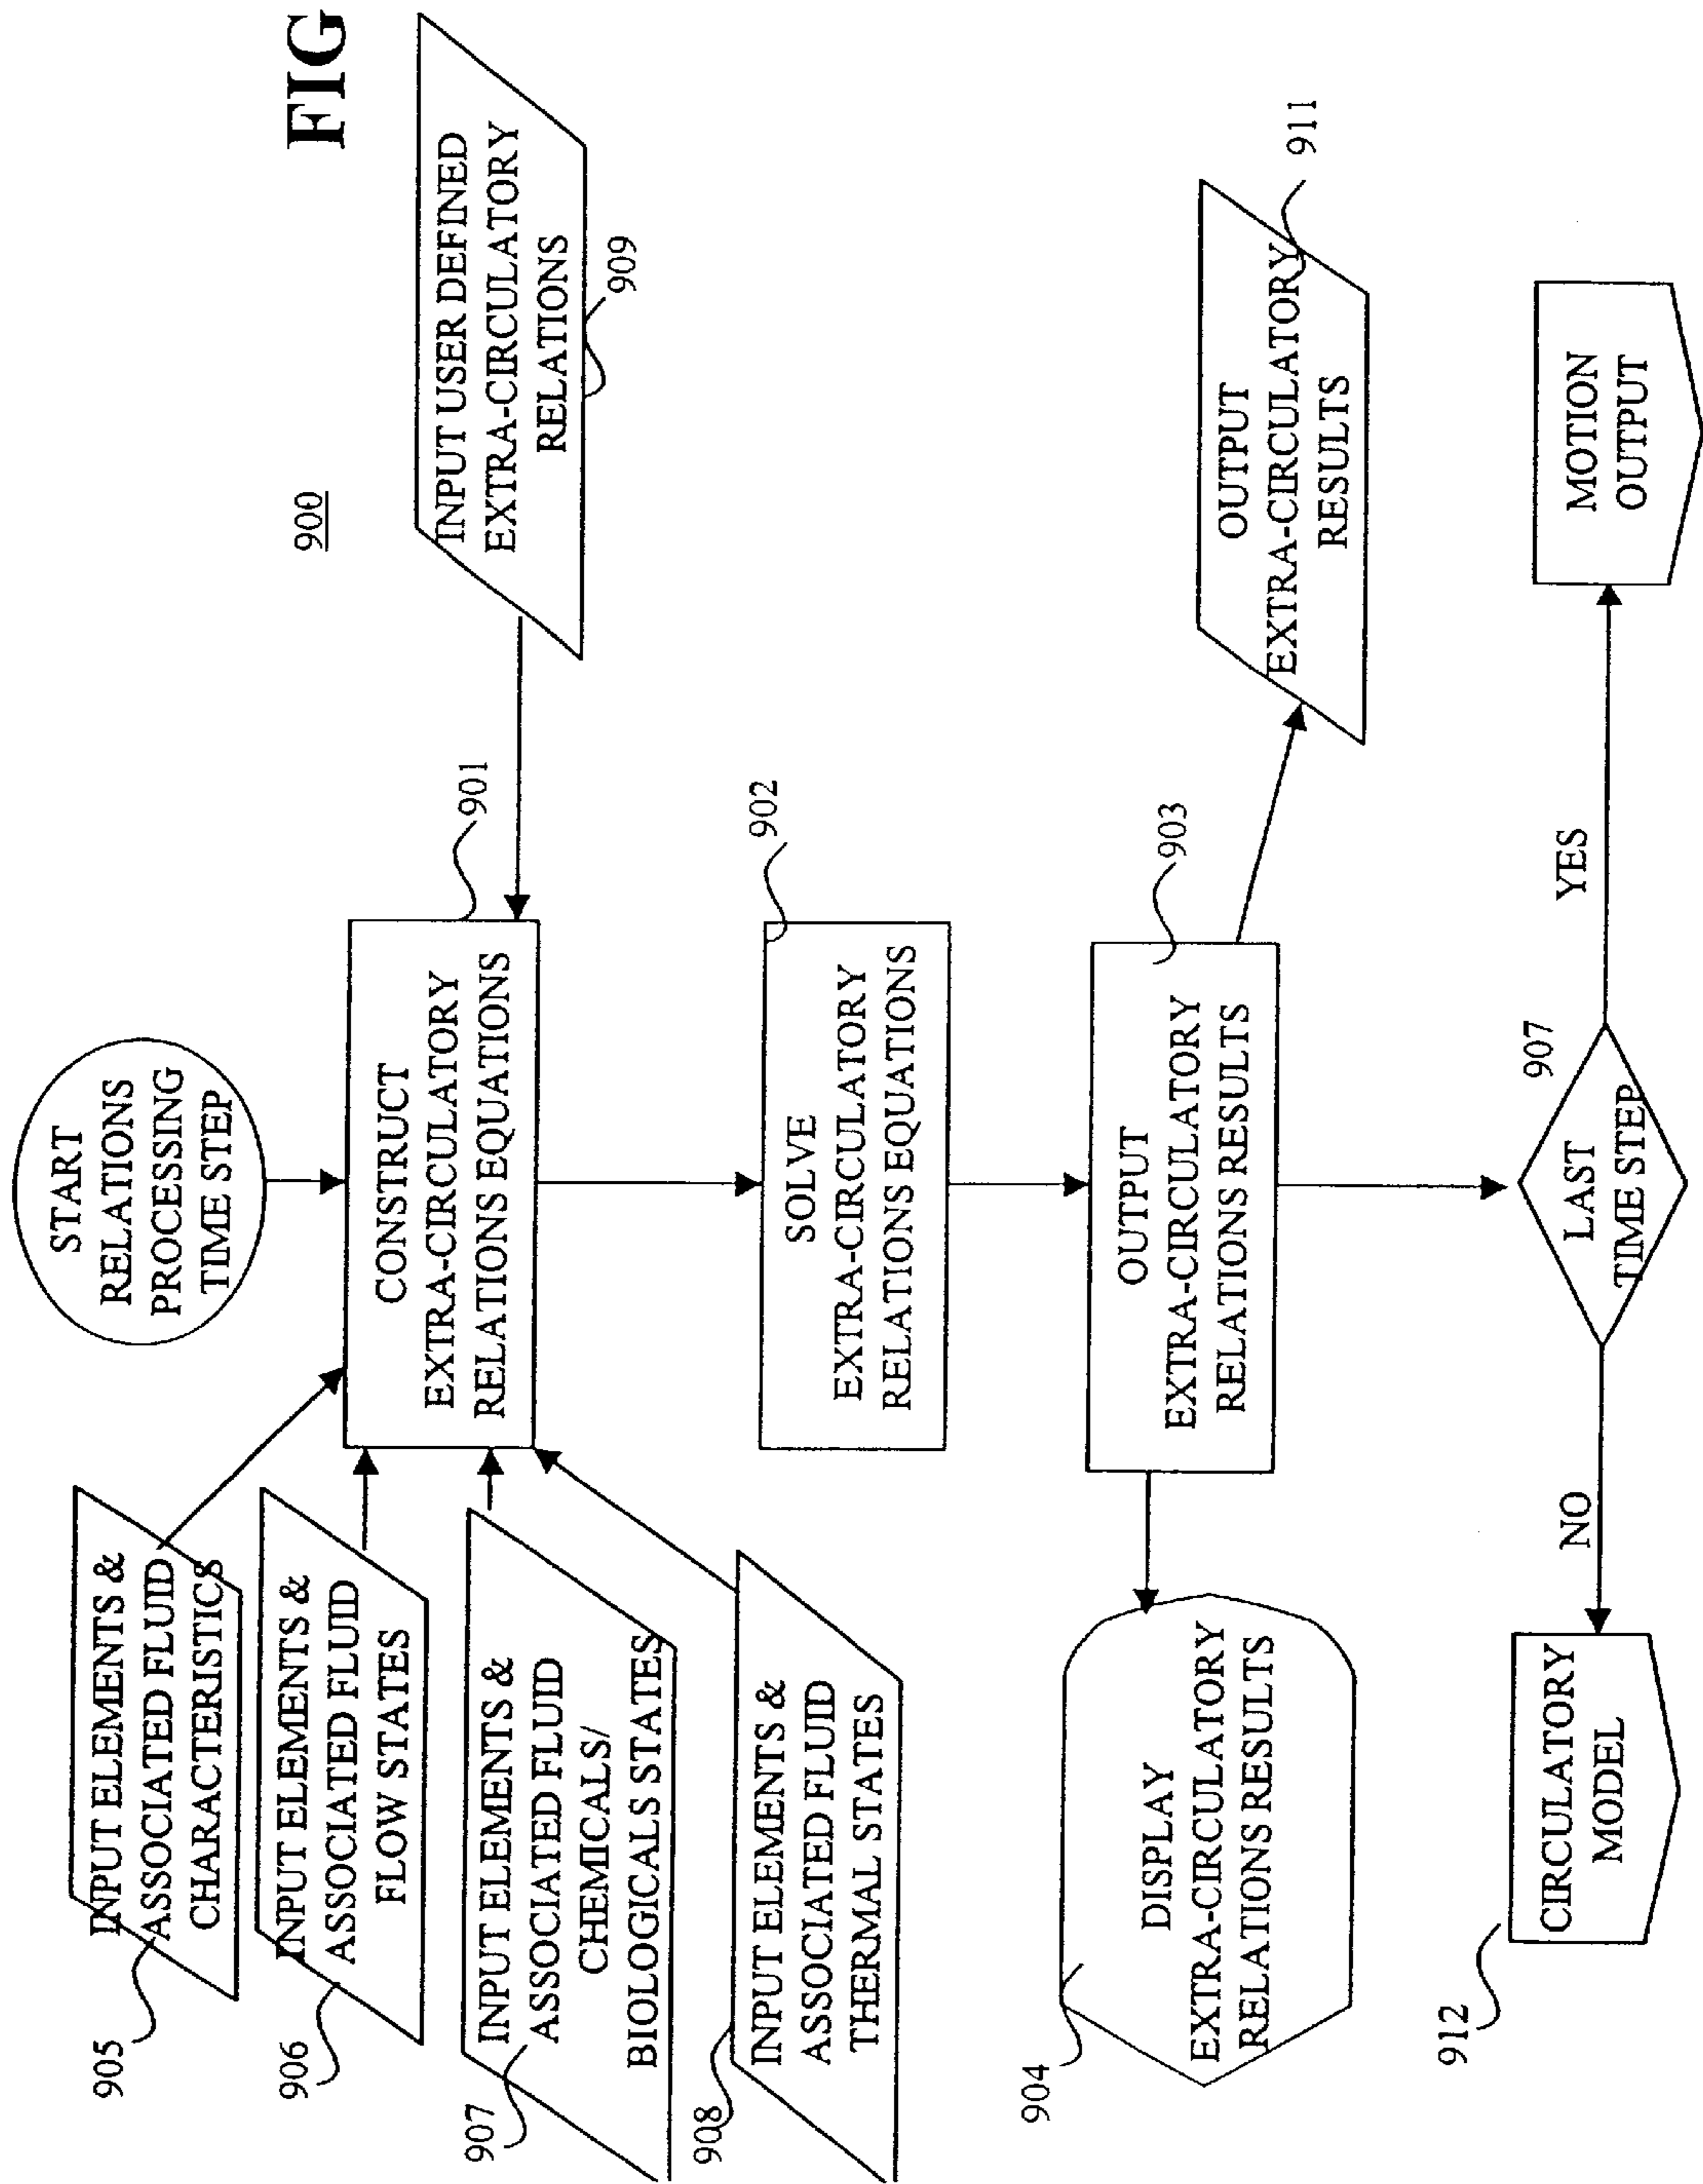 FIG
900
START
RELATIONS
PROCESSING
TIME STEP
INPUT ELEMENTS &
ASSOCIATED FLUID
CHARACTERISTICS
905
INPUT ELEMENTS &
ASSOCIATED FLUID
FLOW STATES
906
INPUT ELEMENTS &
ASSOCIATED FLUID
CHEMICALS/
BIOLOGICALS STATES
907
INPUT ELEMENTS &
ASSOCIATED FLUID
THERMAL STATES
908
CONSTRUCT
EXTRA-CIRCULATORY
RELATIONS EQUATIONS
901
INPUT USER DEFINED
EXTRA-CIRCULATORY
RELATIONS
909
SOLVE
EXTRA-CIRCULATORY
RELATIONS EQUATIONS
902
OUTPUT
EXTRA-CIRCULATORY
RELATIONS RESULTS
903
DISPLAY
EXTRA-CIRCULATORY
RELATIONS RESULTS
904
OUTPUT
EXTRA-CIRCULATORY
RESULTS
911
LAST
TIME STEP
907
NO
YES
CIRCULATORY
MODEL
912
MOTION
OUTPUT